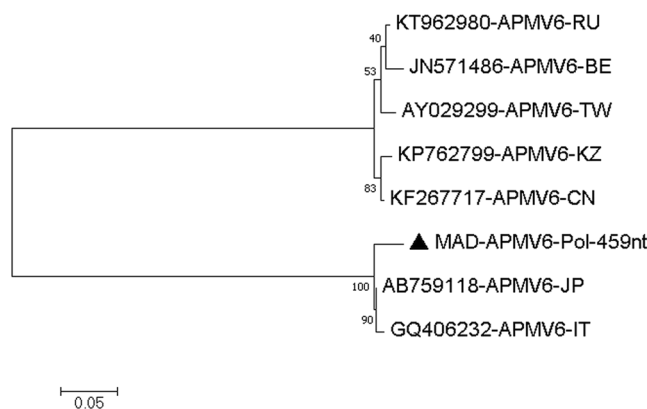 KT962980-APMV6-RU
40
JN571486-APMV6-BE
53
AY029299-APMV6-TW
KP762799-APMV6-KZ
83
KF267717-APMV6-CN
MAD-APMV6-Pol-459nt
100
AB759118-APMV6-JP
90
GQ406232-APMV6-IT
0.05